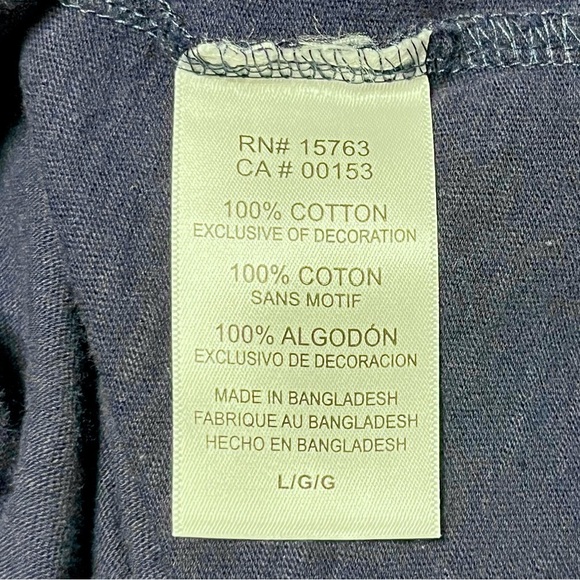 RN# 15763
CA # 00153
100% COTTON
EXCLUSIVE OF DECORATION
100% COTON
SANS MOTIF
100% ALGODÓN
EXCLUSIVO DE DECORACION
MADE IN BANGLADESH
FABRIQUE AU BANGLADESH
HECHO EN BANGLADESH
L/G/G